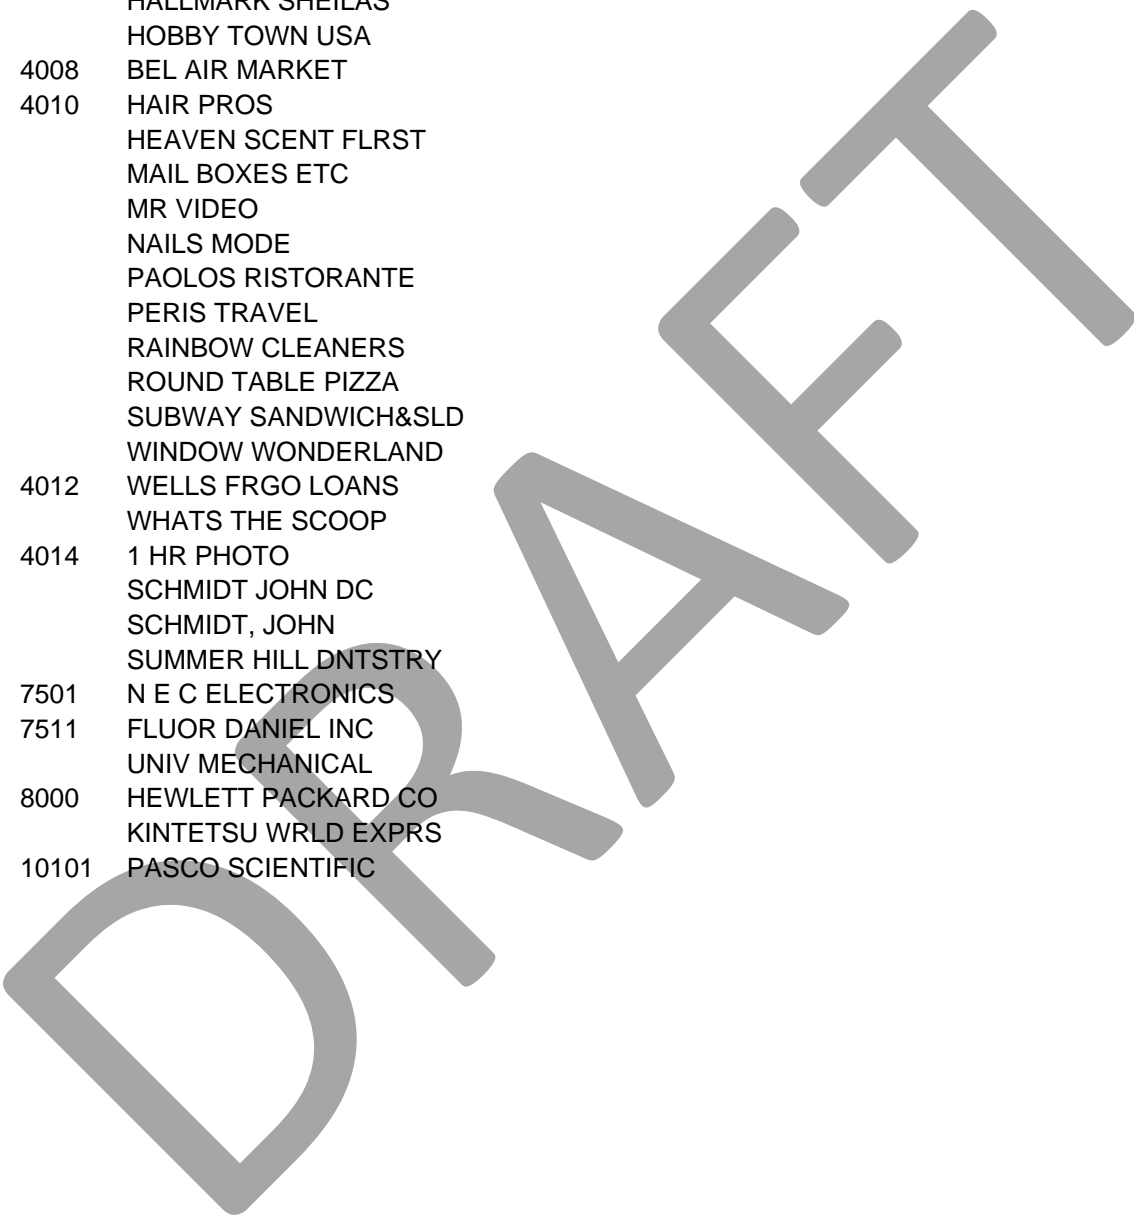 HALLMARK SHEILAS
HOBBY TOWN USA
4008 BEL AIR MARKET
4010 HAIR PROS
HEAVEN SCENT FLRST
MAIL BOXES ETC
MR VIDEO
NAILS MODE
PAOLOS RISTORANTE
PERIS TRAVEL
RAINBOW CLEANERS
ROUND TABLE PIZZA
SUBWAY SANDWICH&SLD
WINDOW WONDERLAND
4012 WELLS FRGO LOANS
WHATS THE SCOOP
4014 1 HR PHOTO
SCHMIDT JOHN DC
SCHMIDT, JOHN
SUMMER HILL DNTSTRY
7501 N E C ELECTRONICS
7511 FLUOR DANIEL INC
UNIV MECHANICAL
8000 HEWLETT PACKARD CO
KINTETSU WRLD EXPRS
10101 PASCO SCIENTIFIC
DRAFT